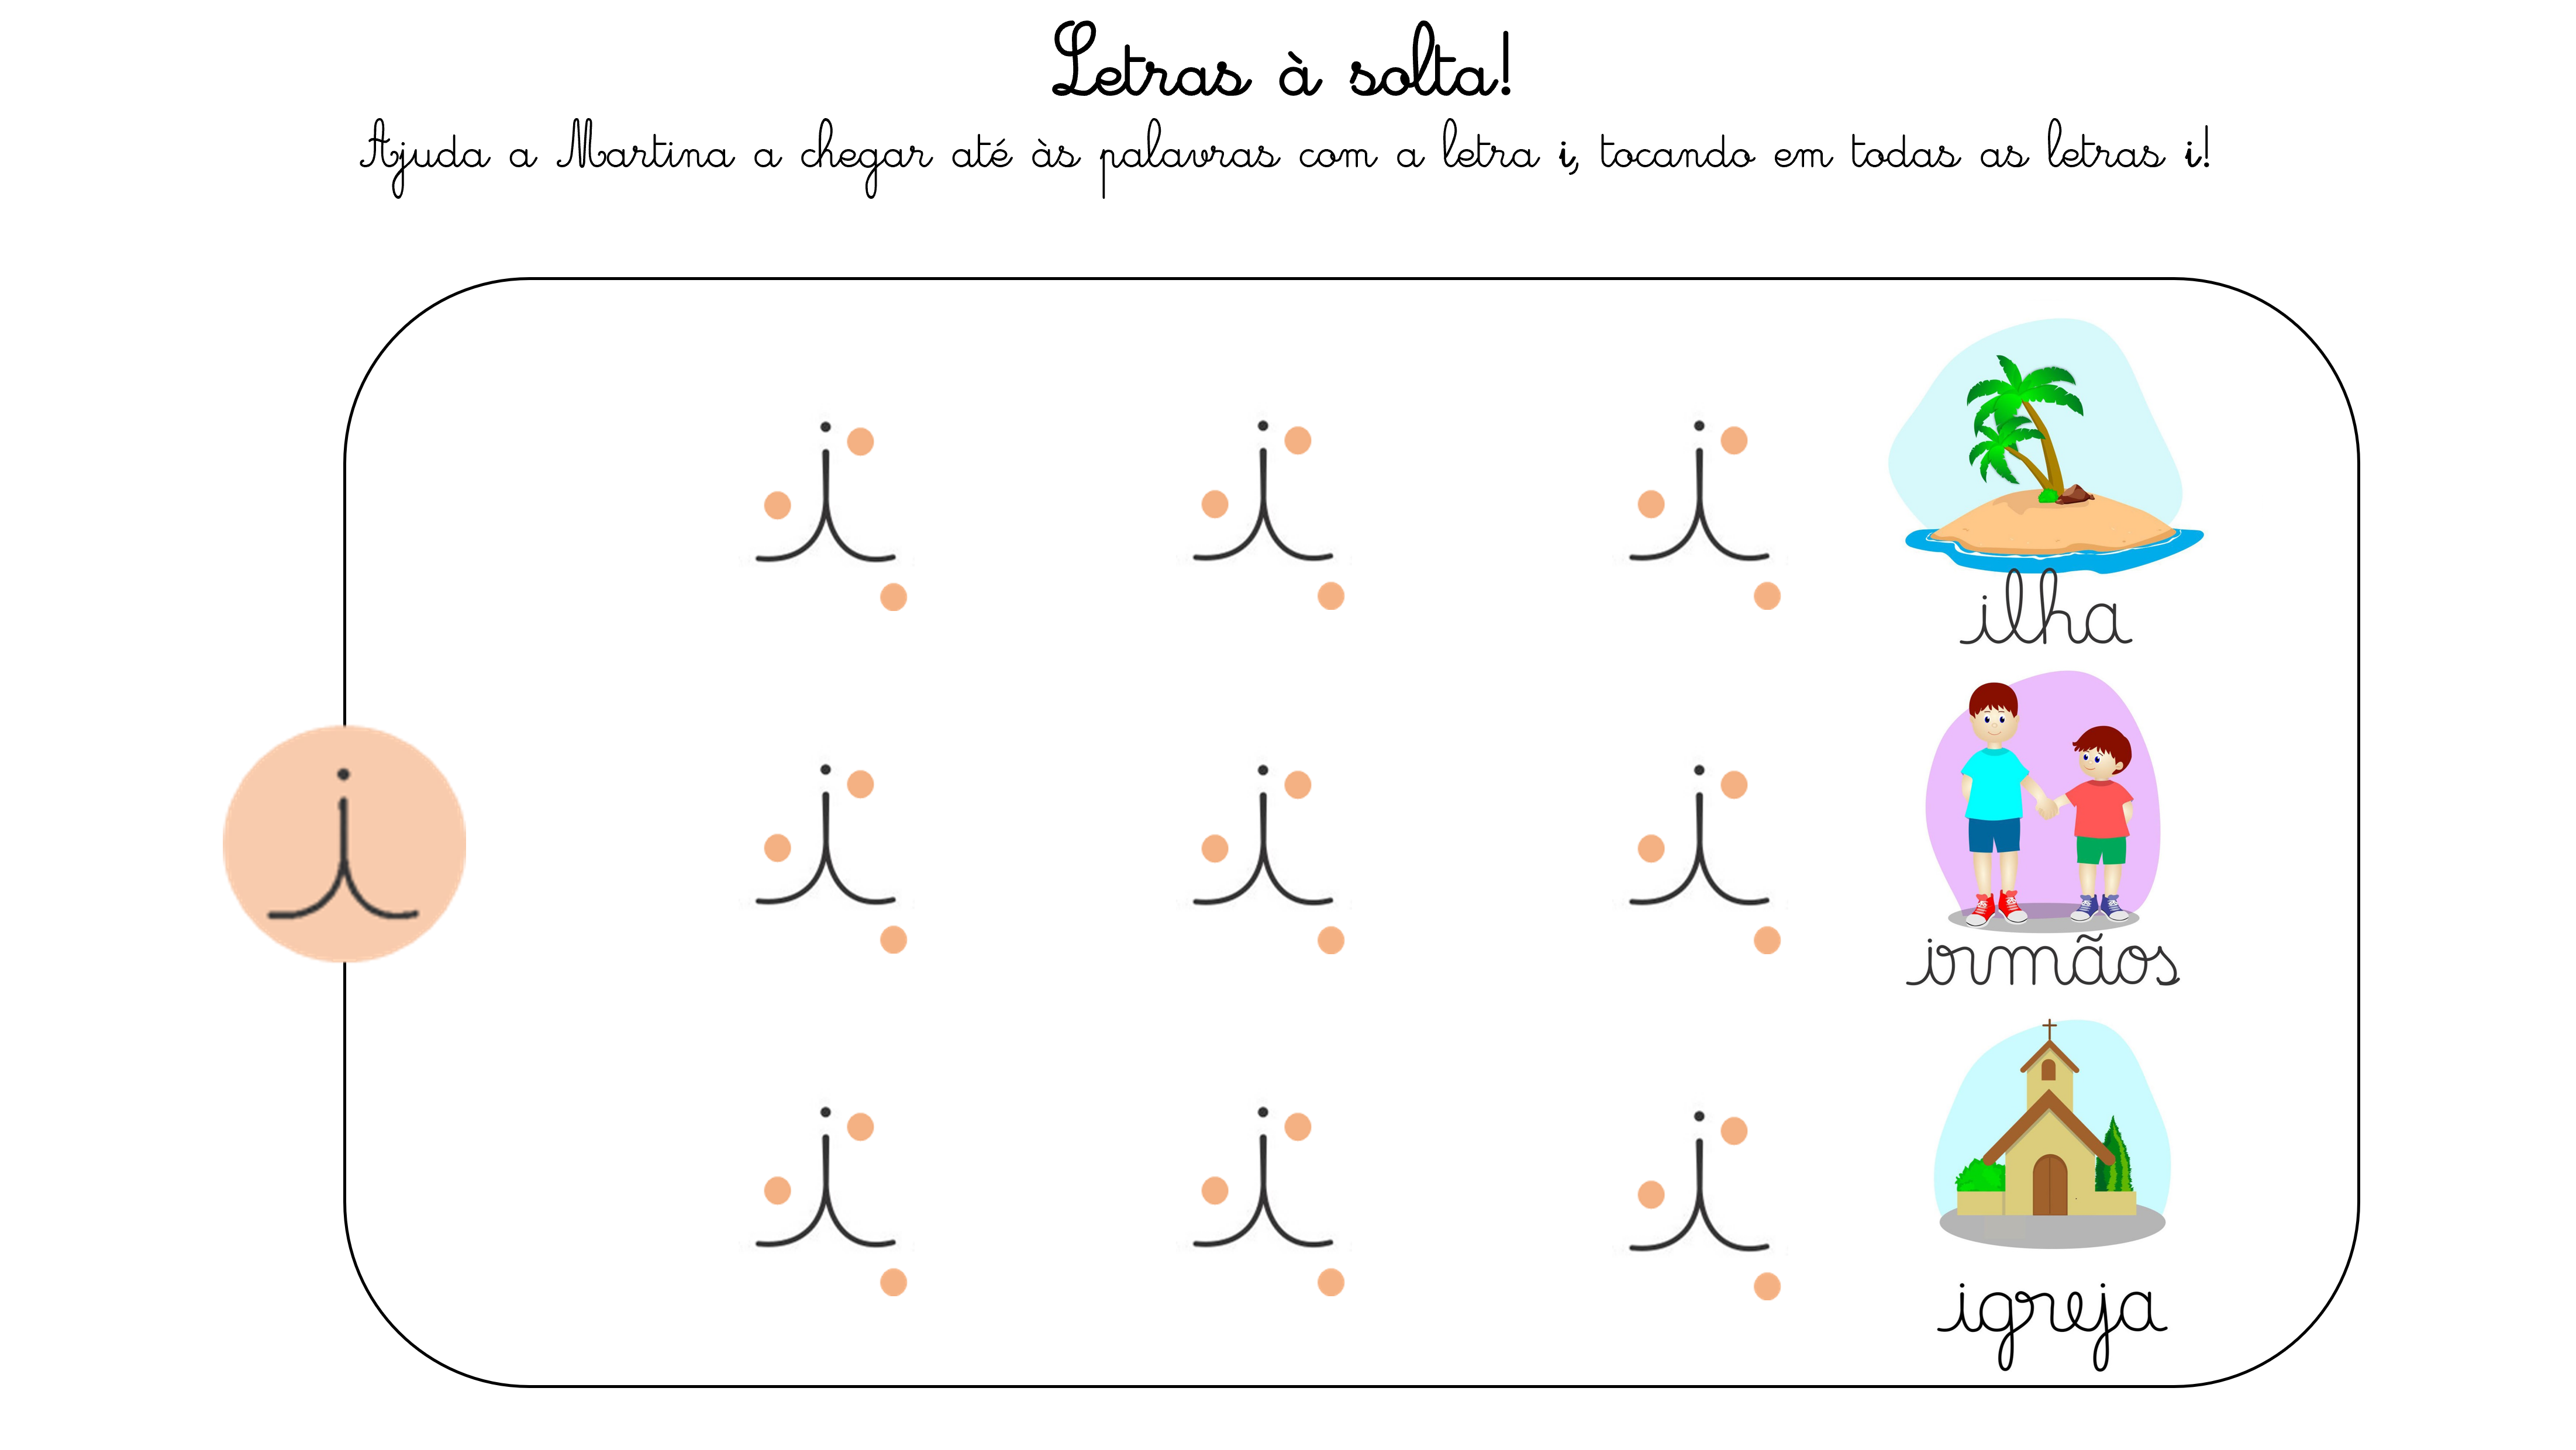 Letras à solta!
Ajuda a Martina a chegar até às palavras com a letra i, tocando em todas as letras i!
i i i
ilha
i
i i i
irmãos
i i i
igreja